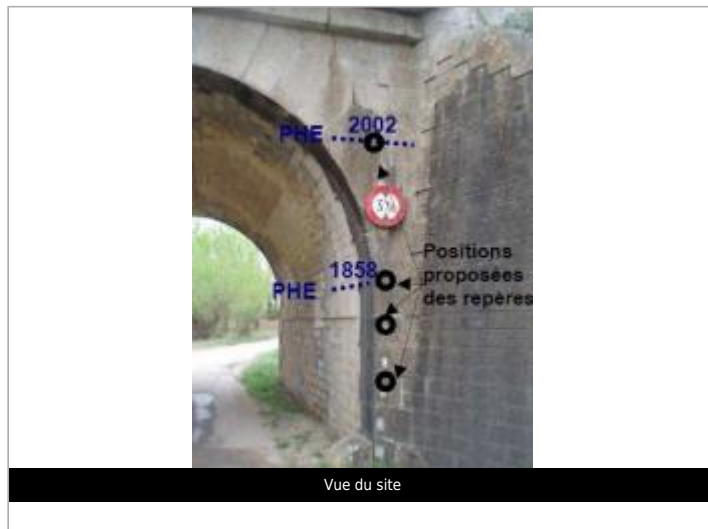 2002
PHE
1858
PHE
Positions
proposées
des repères
Vue du site